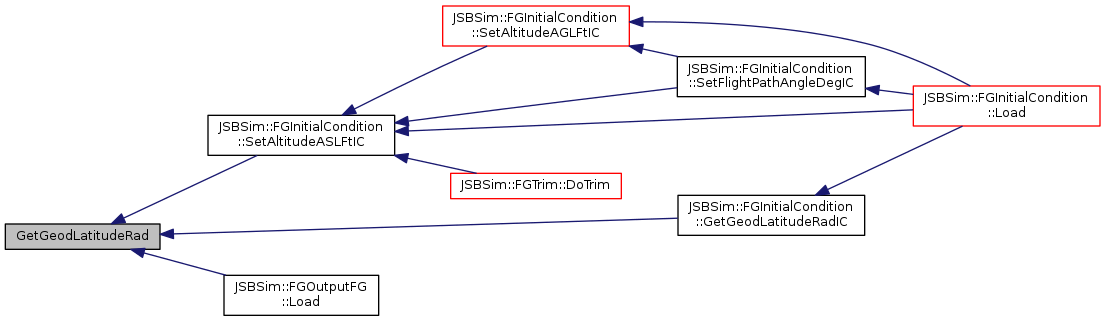 JSBSim::FGInitialCondition
::SetAltitudeAGLFtIC
JSBSim::FGInitialCondition
::SetFlightPathAngleDegIC
JSBSim::FGInitialCondition
::Load
JSBSim::FGInitialCondition
::SetAltitudeASLFtIC
JSBSim::FGTrim::DoTrim
JSBSim::FGInitialCondition
::GetGeodLatitudeRadIC
GetGeodLatitudeRad
JSBSim::FGOutputFG
::Load